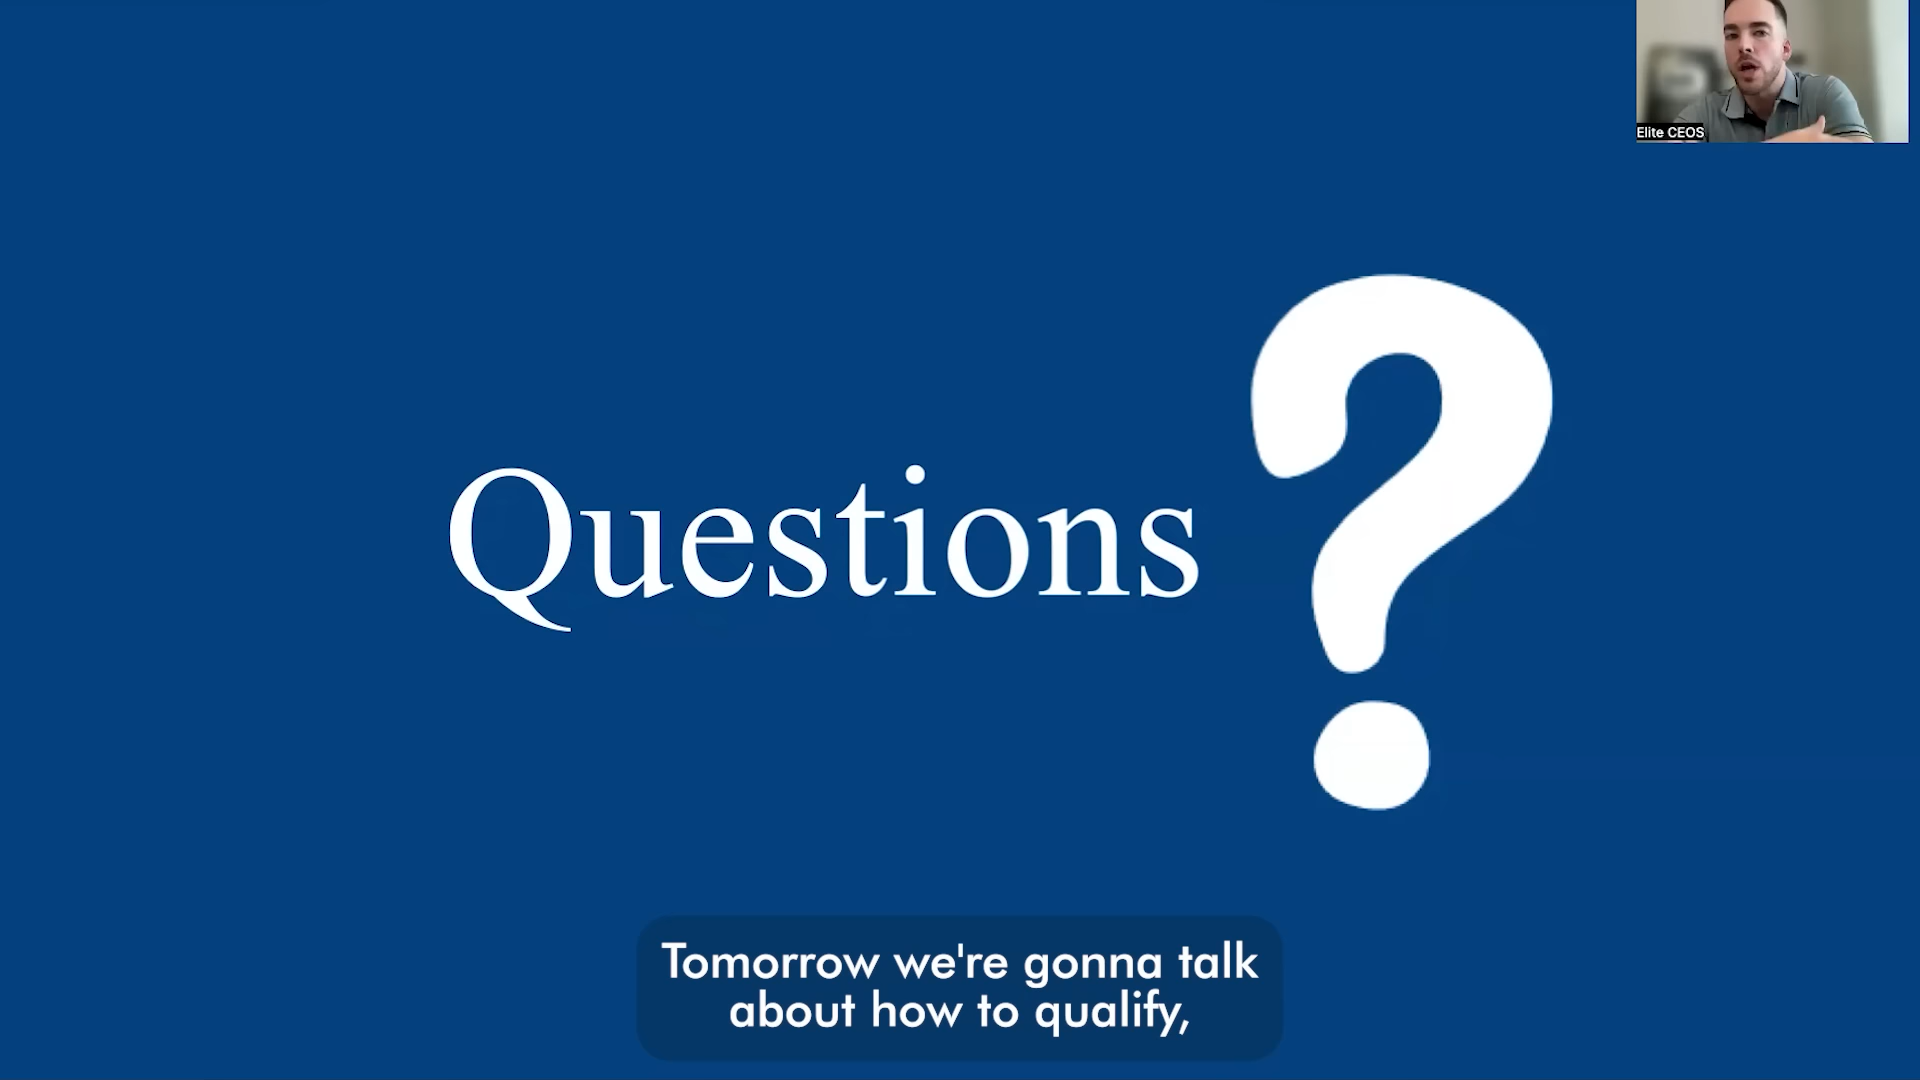 Elite CEOS
Questions ?
Tomorrow we're gonna talk
about how to qualify,